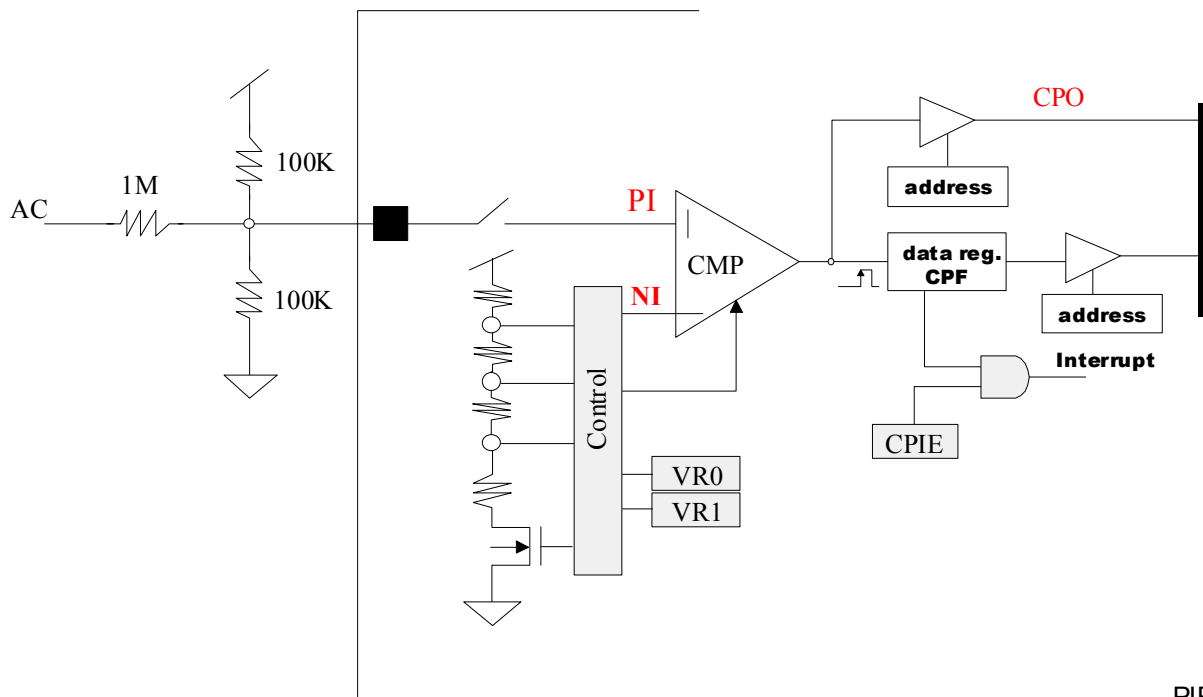 CPO
100K
1M
address
AC
PI
data reg.
CPF
CMP
100K
NI
address
Interrupt
Control
CPIE
VR0
VR1